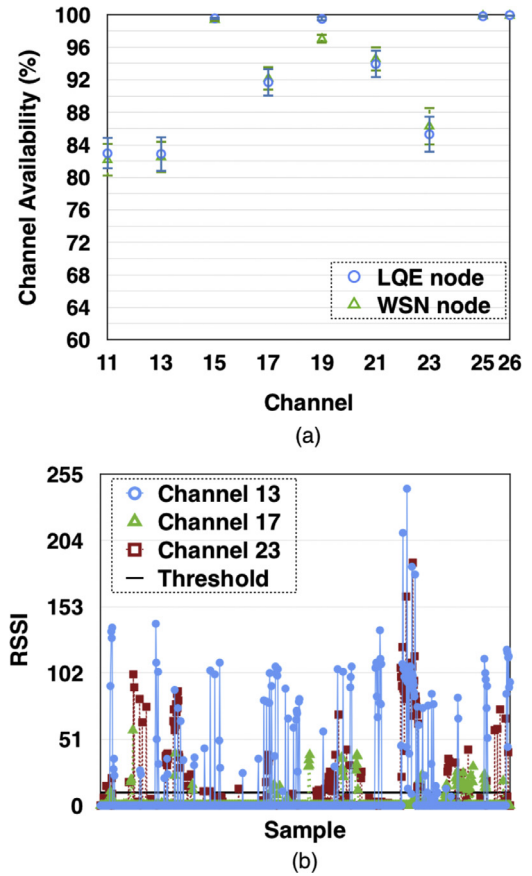 100
96
92
88
84
80
76
72
68
64
60
Channel Availability (%)
LQE node
WSN node
11 13 15 17 19 21 23 25 26
Channel
(a)
255
204
153
102
51
0
RSSI
Channel 13
Channel 17
Channel 23
Threshold
Sample
(b)